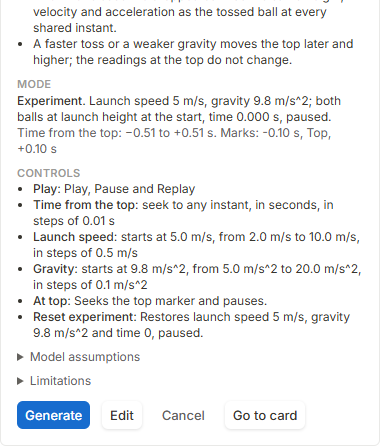 velocity and acceleration as the tossed ball at every
shared instant.
• A faster toss or a weaker gravity moves the top later and
higher; the readings at the top do not change.
MODE
Experiment. Launch speed 5 m/s, gravity 9.8 m/s^2; both
balls at launch height at the start, time 0.000 s, paused.
Time from the top: −0.51 to +0.51 s. Marks: -0.10 s, Top,
+0.10 s
CONTROLS
• Play: Play, Pause and Replay
• Time from the top: seek to any instant, in seconds, in
steps of 0.01 s
• Launch speed: starts at 5.0 m/s, from 2.0 m/s to 10.0 m/s,
in steps of 0.5 m/s
• Gravity: starts at 9.8 m/s^2, from 5.0 m/s^2 to 20.0 m/s^2,
in steps of 0.1 m/s^2
• At top: Seeks the top marker and pauses.
• Reset experiment: Restores launch speed 5 m/s, gravity
9.8 m/s^2 and time 0, paused.
▶ Model assumptions
▶ Limitations
Generate Edit Cancel Go to card